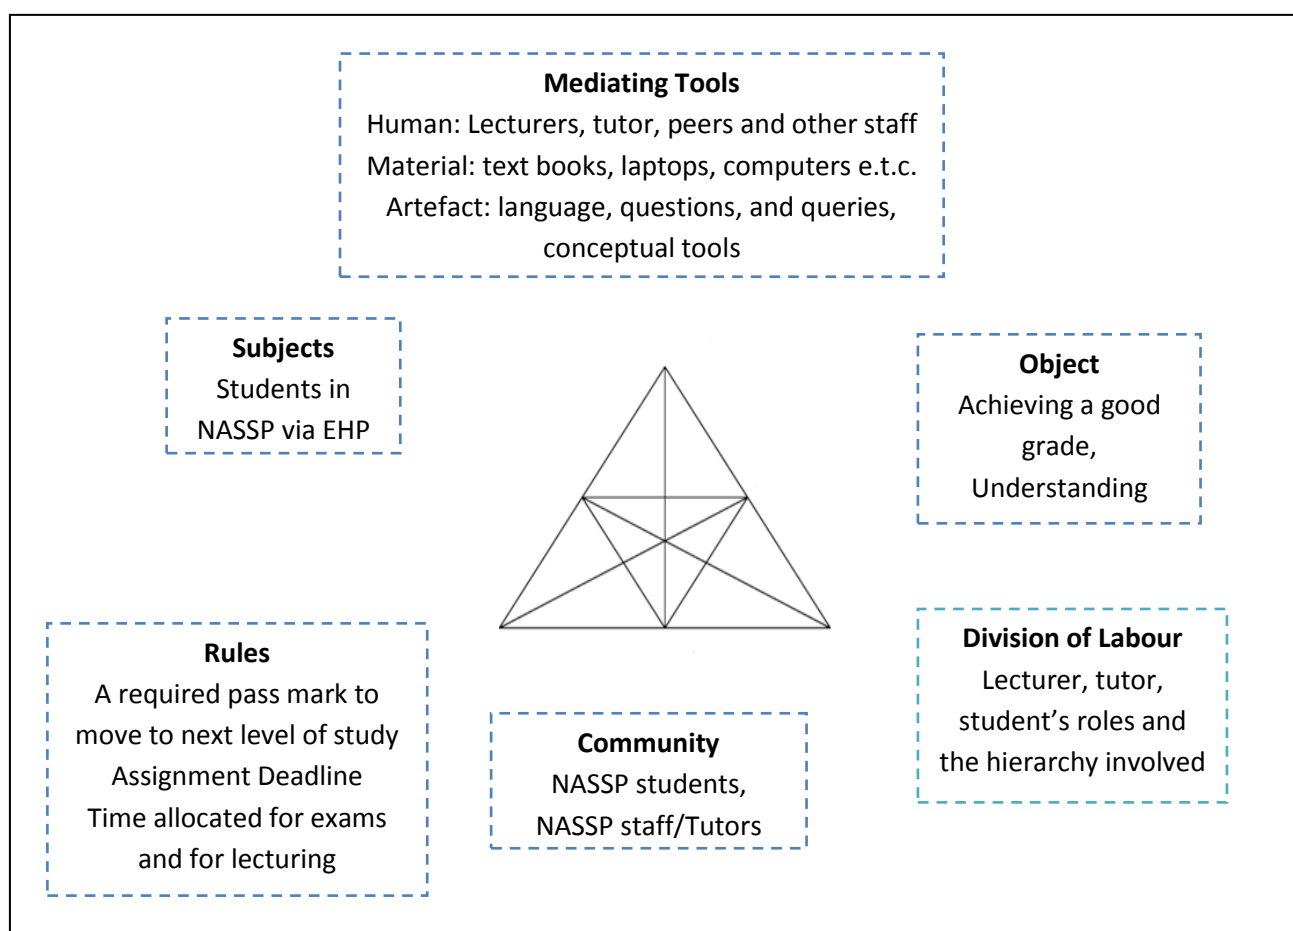 Mediating Tools
Human: Lecturers, tutor, peers and other staff
Material: text books, laptops, computers e.t.c.
Artefact: language, questions, and queries,
conceptual tools
Subjects
Students in
NASSP via EHP
Object
Achieving a good
grade,
Understanding
Rules
A required pass mark to
move to next level of study
Assignment Deadline
Time allocated for exams
and for lecturing
Community
NASSP students,
NASSP staff/Tutors
Division of Labour
Lecturer, tutor,
student’s roles and
the hierarchy involved